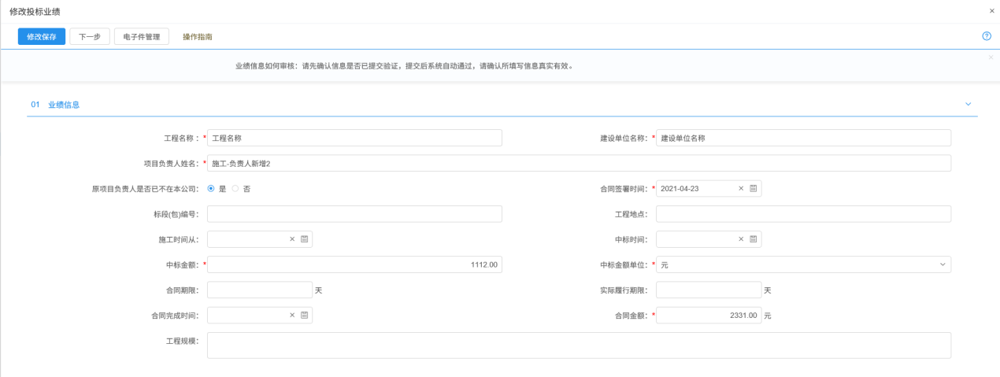 修改投标业绩
修改保存 下一步 电子件管理 操作指南
业绩信息如何审核：请先确认信息是否已提交验证，提交后系统自动通过，请确认所填写信息真实有效。
01 业绩信息
工程名称：* 工程名称 建设单位名称：* 建设单位名称
项目负责人姓名：* 施工-负责人新增2
原项目负责人是否已不在本公司： 是 否 合同签署时间：* 2021-04-23
标段(包)编号： 工程地点：
施工时间从： 中标时间：
中标金额：* 1112.00 中标金额单位：* 元
合同期限： 天 实际履行期限： 天
合同完成时间： 合同金额：* 2331.00 元
工程规模：